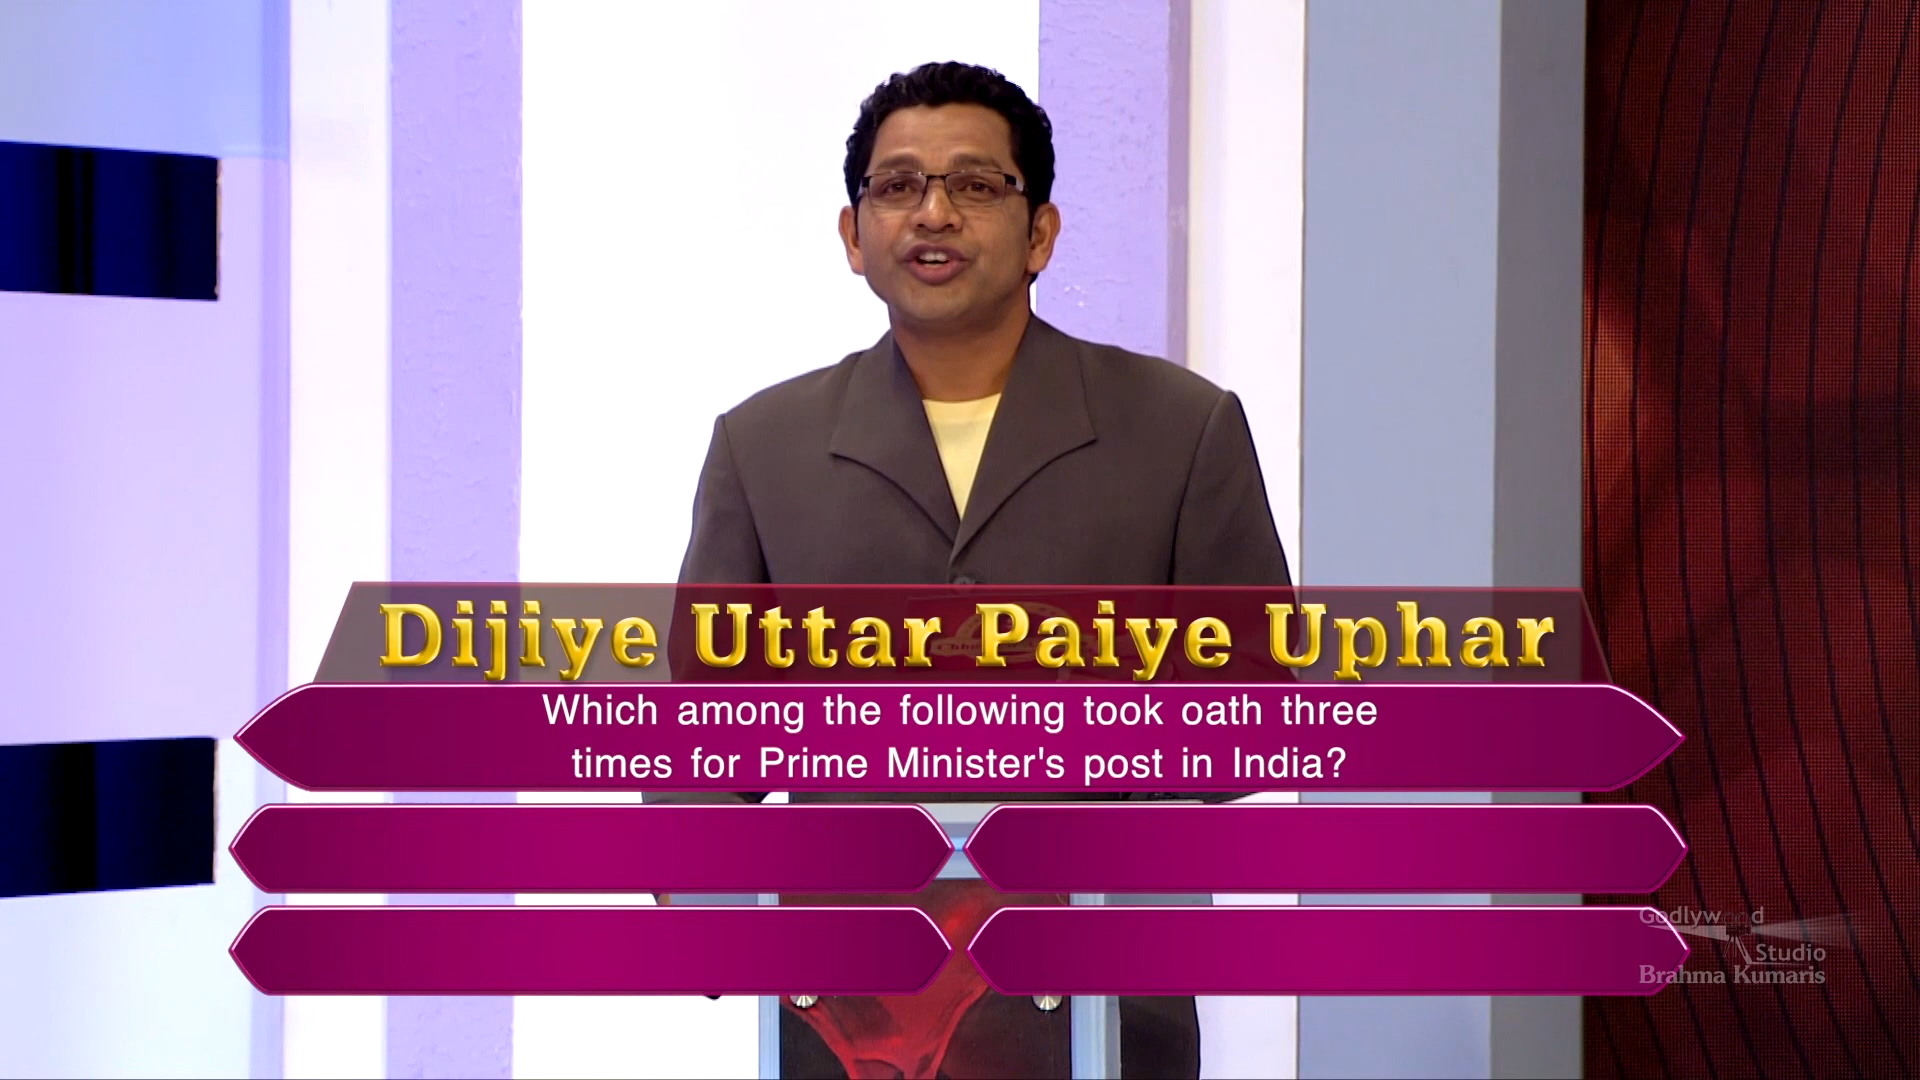 Dijiye Uttar Paiye Uphar
Which among the following took oath three
times for Prime Minister's post in India?
Godlywood
Studio
Brahma Kumaris